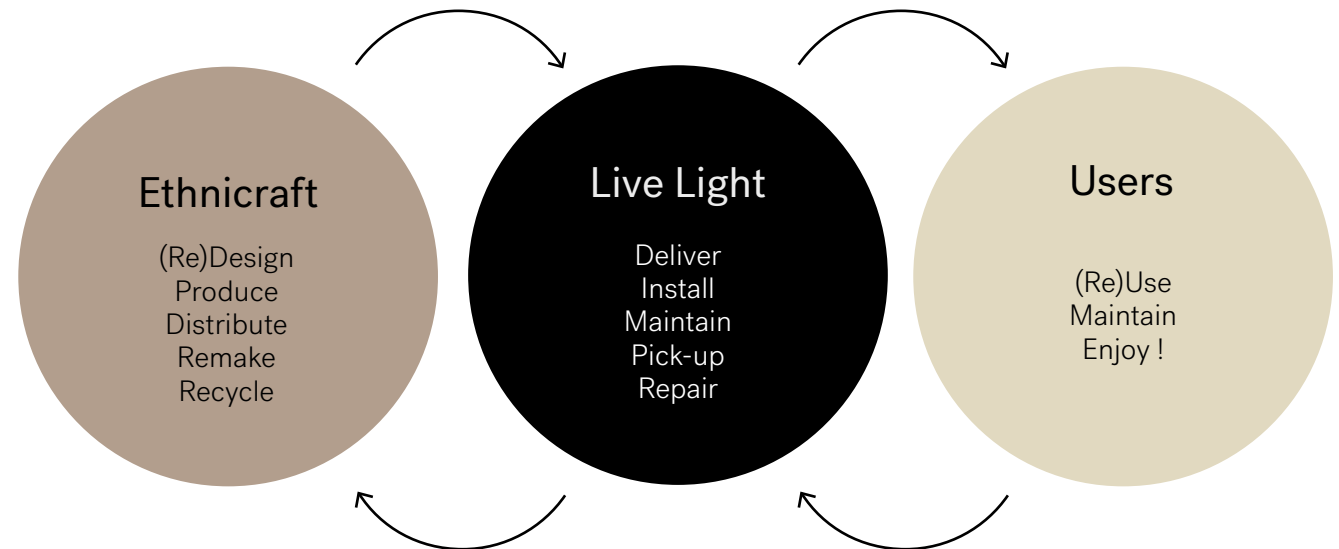 Ethnicraft
(Re)Design
Produce
Distribute
Remake
Recycle
Live Light
Deliver
Install
Maintain
Pick-up
Repair
Users
(Re)Use
Maintain
Enjoy !